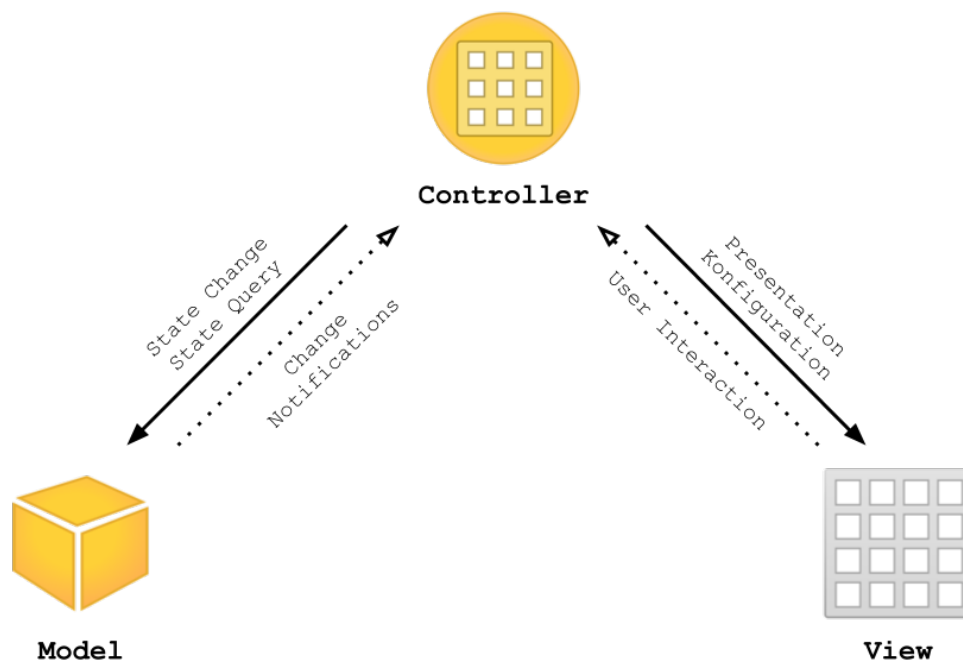 Controller
State Change
State Query
Change
Notifications
User Interaction
Presentation
Konfiguration
Model
View